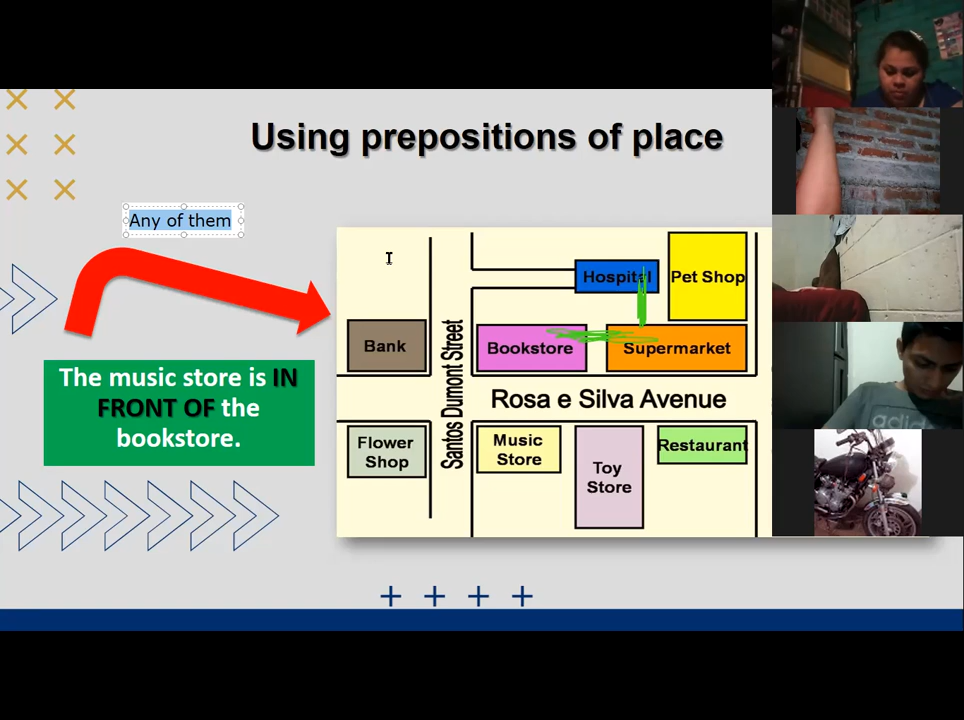 Using prepositions of place
Any of them
The music store is IN
FRONT OF the
bookstore.
Hospital
Pet Shop
Bank
Santos Dumont Street
Bookstore
Supermarket
Rosa e Silva Avenue
Flower
Shop
Music
Store
Toy
Store
Restaurant
adidas